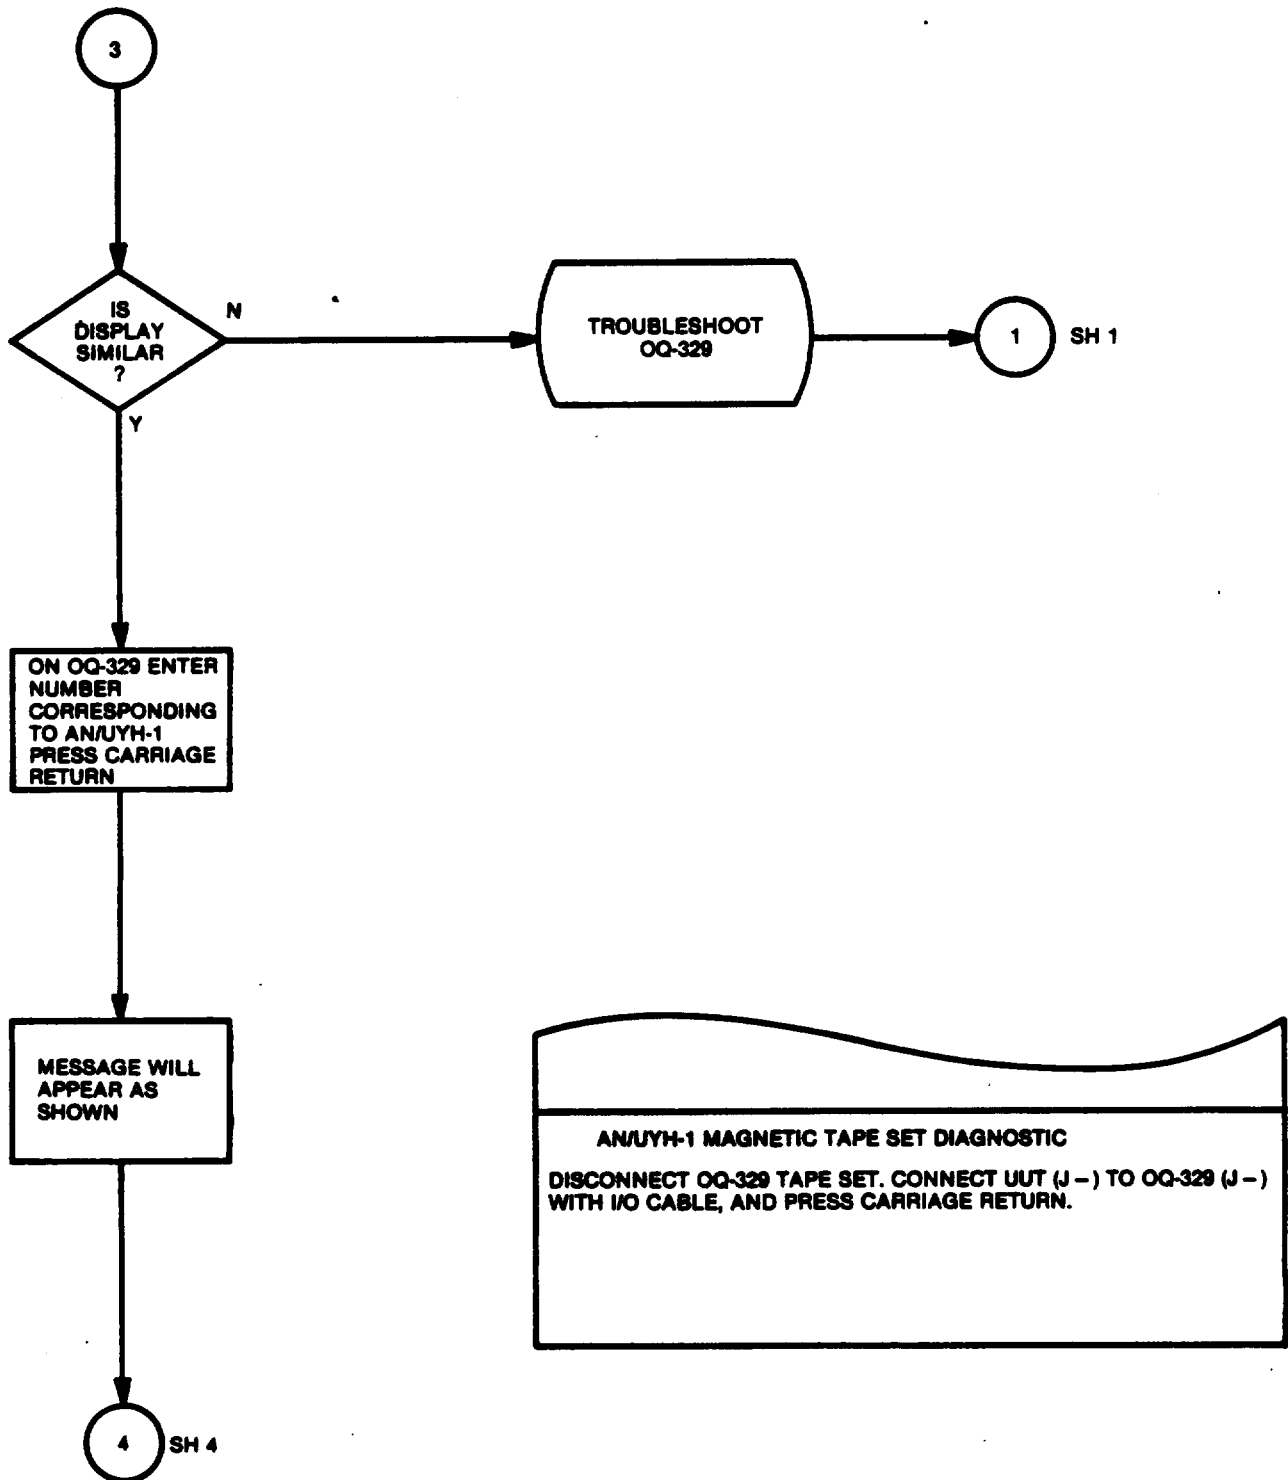 3
IS
DISPLAY
SIMILAR
?
N
Y
TROUBLESHOOT
OQ-329
1
SH 1
ON OQ-329 ENTER
NUMBER
CORRESPONDING
TO AN/UYH-1
PRESS CARRIAGE
RETURN
MESSAGE WILL
APPEAR AS
SHOWN
AN/UYH-1 MAGNETIC TAPE SET DIAGNOSTIC
DISCONNECT OQ-329 TAPE SET. CONNECT UUT (J – ) TO OQ-329 (J – )
WITH I/O CABLE, AND PRESS CARRIAGE RETURN.
4
SH 4